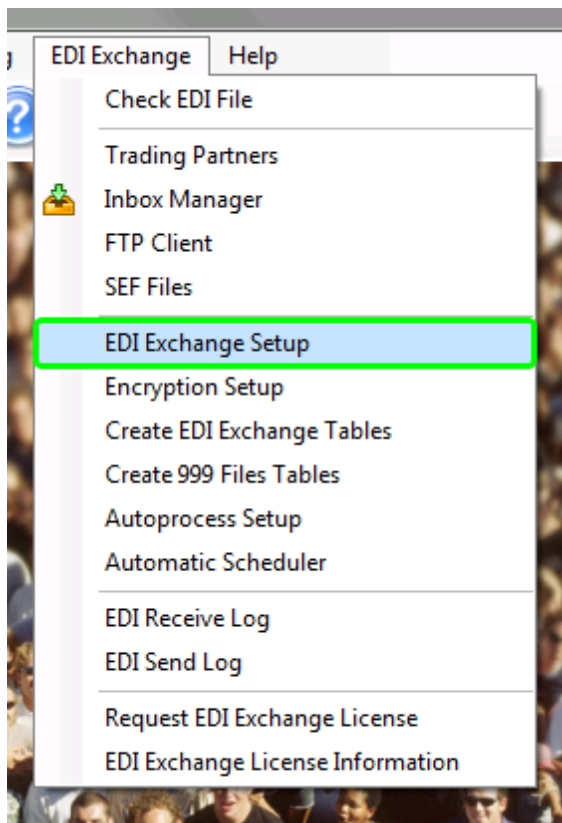 EDI Exchange Help
Check EDI File
Trading Partners
Inbox Manager
FTP Client
SEF Files
EDI Exchange Setup
Encryption Setup
Create EDI Exchange Tables
Create 999 Files Tables
Autoprocess Setup
Automatic Scheduler
EDI Receive Log
EDI Send Log
Request EDI Exchange License
EDI Exchange License Information